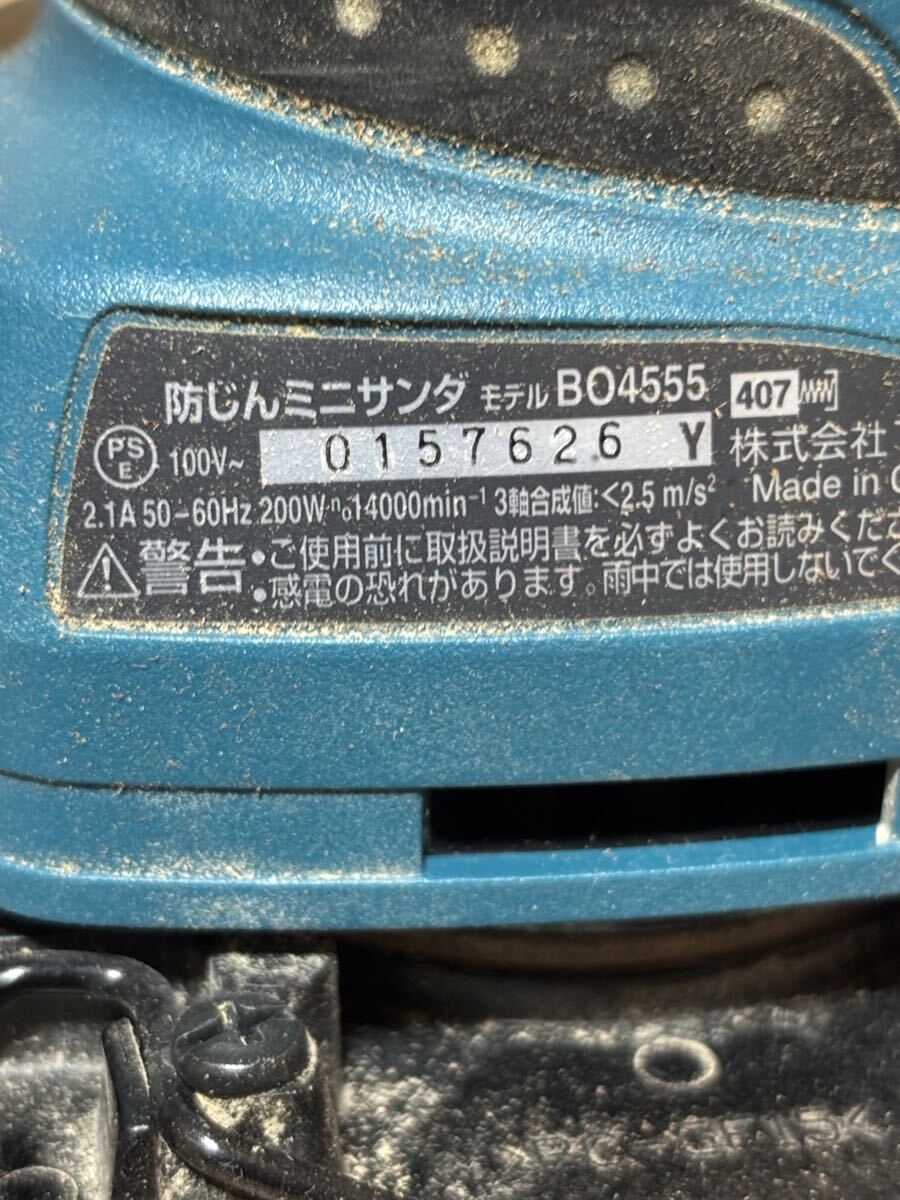 防じんミニサンダ モデル BO4555 407
PS E 100V~ 0157626 Y 株式会社
2.1A 50-60Hz 200W n₀14000min⁻¹ 3軸合成値:<2.5 m/s² Made in
⚠警告 •ご使用前に取扱説明書を必ずよくお読みくださ
•感電の恐れがあります。雨中では使用しないでく